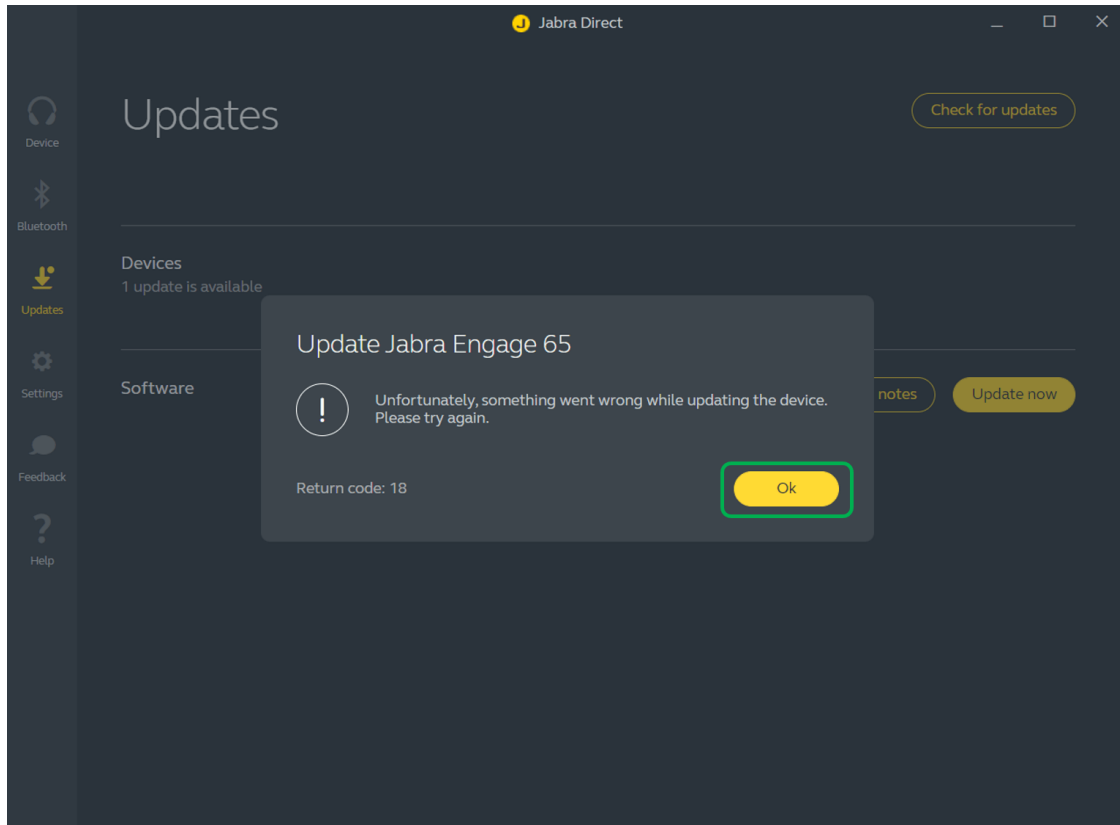 Jabra Direct
Updates
Check for updates
Device
Bluetooth
Devices
1 update is available
Updates
Update Jabra Engage 65
Software
notes
Update now
Settings
Unfortunately, something went wrong while updating the device.
Please try again.
Feedback
Return code: 18
Ok
Help